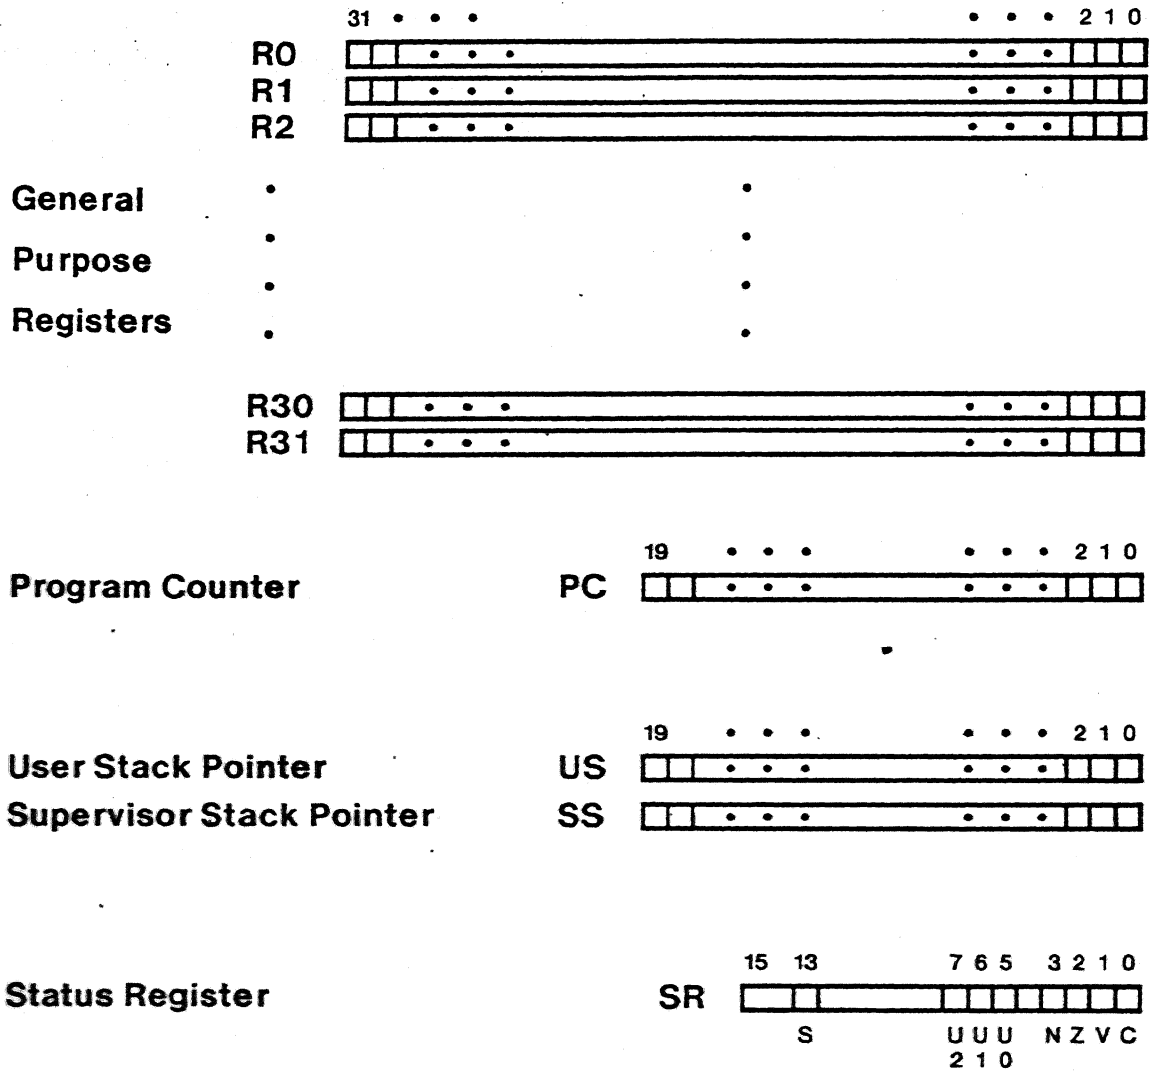 31 • • • • • • 2 1 0
R0
R1
R2
General
Purpose
Registers
R30
R31
19 • • • • • • 2 1 0
Program Counter PC
19 • • • • • • 2 1 0
User Stack Pointer US
Supervisor Stack Pointer SS
15 13 7 6 5 3 2 1 0
Status Register SR
S U U U N Z V C
2 1 0